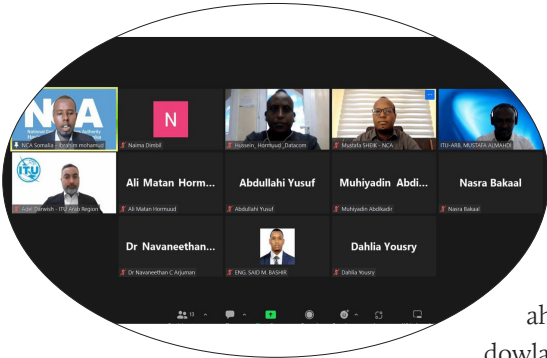 NCA
NCA Somalia - Ibrahim mohamud
N
Naima Dimbil
Hussein_Hormuud_Datacom
Mustafa SHEIK - NCA
ITU-ARB, MUSTAFA ALMAHDI
ITU
Adel Darwish - ITU Arab Region
Ali Matan Horm...
Ali Matan Hormuud
Abdullahi Yusuf
Abdullahi Yusuf
Muhiyadin Abdi...
Muhiyadin Abdikadir
Nasra Bakaal
Nasra Bakaal
Dr Navaneethan...
Dr Navaneethan C Arjuman
ENG. SAID M. BASHIR
Dahlia Yousry
Dahlia Yousry
13
ah
dowla